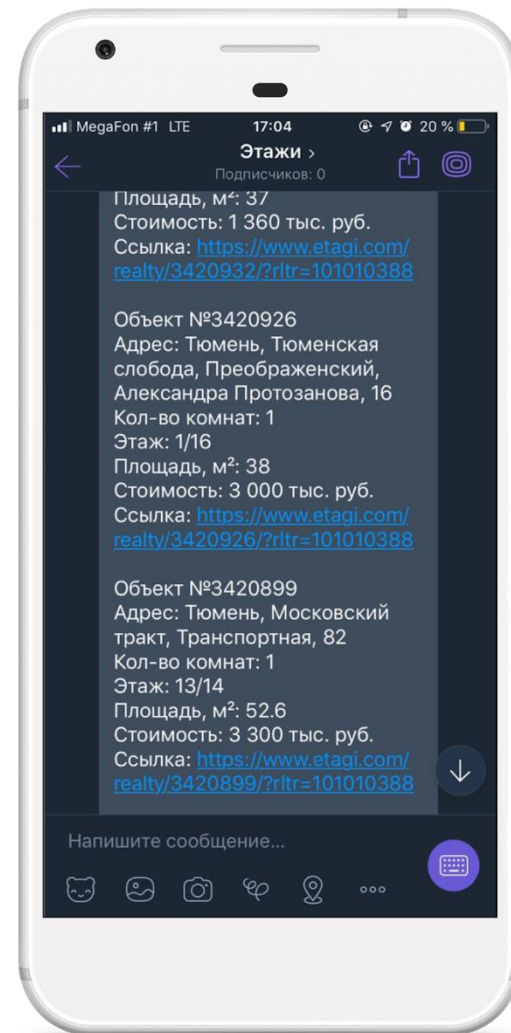 MegaFon #1 LTE 17:04 20 %
Этажи >
Подписчиков: 0
Площадь, м²: 37
Стоимость: 1 360 тыс. руб.
Ссылка: https://www.etagi.com/
realty/3420932/?rltr=101010388
Объект №3420926
Адрес: Тюмень, Тюменская
слобода, Преображенский,
Александра Протозанова, 16
Кол-во комнат: 1
Этаж: 1/16
Площадь, м²: 38
Стоимость: 3 000 тыс. руб.
Ссылка: https://www.etagi.com/
realty/3420926/?rltr=101010388
Объект №3420899
Адрес: Тюмень, Московский
тракт, Транспортная, 82
Кол-во комнат: 1
Этаж: 13/14
Площадь, м²: 52.6
Стоимость: 3 300 тыс. руб.
Ссылка: https://www.etagi.com/
realty/3420899/?rltr=101010388
Напишите сообщение...